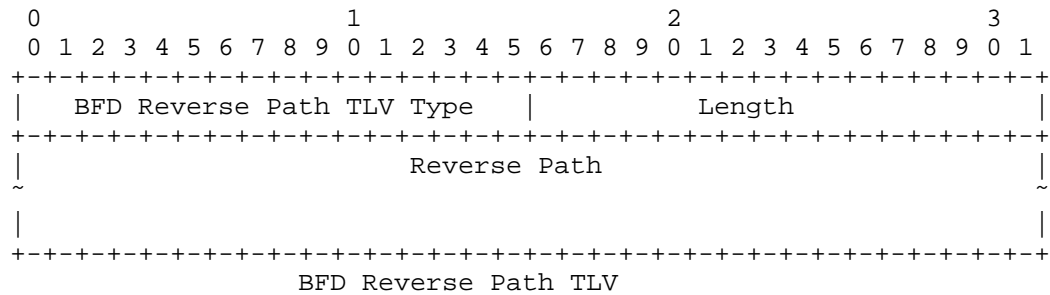 0                   1                   2                   3
 0 1 2 3 4 5 6 7 8 9 0 1 2 3 4 5 6 7 8 9 0 1 2 3 4 5 6 7 8 9 0 1
+-+-+-+-+-+-+-+-+-+-+-+-+-+-+-+-+-+-+-+-+-+-+-+-+-+-+-+-+-+-+-+-+
|   BFD Reverse Path TLV Type   |          Length               |
+-+-+-+-+-+-+-+-+-+-+-+-+-+-+-+-+-+-+-+-+-+-+-+-+-+-+-+-+-+-+-+-+
|                        Reverse Path                           |
~                                                               ~
|                                                               |
+-+-+-+-+-+-+-+-+-+-+-+-+-+-+-+-+-+-+-+-+-+-+-+-+-+-+-+-+-+-+-+-+
                  BFD Reverse Path TLV